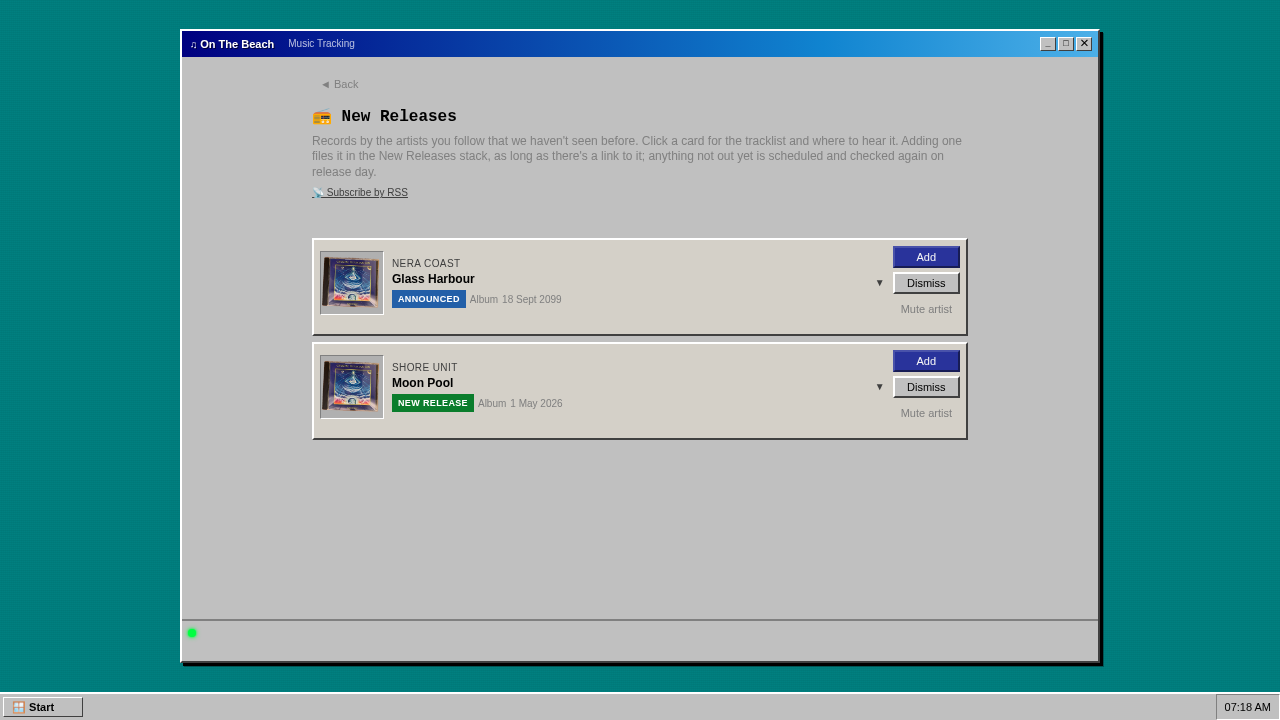 ♫ On The Beach Music Tracking
◄ Back
New Releases
Records by the artists you follow that we haven't seen before. Click a card for the tracklist and where to hear it. Adding one
files it in the New Releases stack, as long as there's a link to it; anything not out yet is scheduled and checked again on
release day.
Subscribe by RSS
NERA COAST
Glass Harbour
ANNOUNCED Album 18 Sept 2099
▼
Add
Dismiss
Mute artist
SHORE UNIT
Moon Pool
NEW RELEASE Album 1 May 2026
▼
Add
Dismiss
Mute artist
Start
07:18 AM